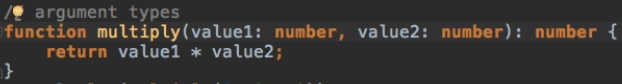 / argument types
function multiply(value1: number, value2: number): number {
    return value1 * value2;
}